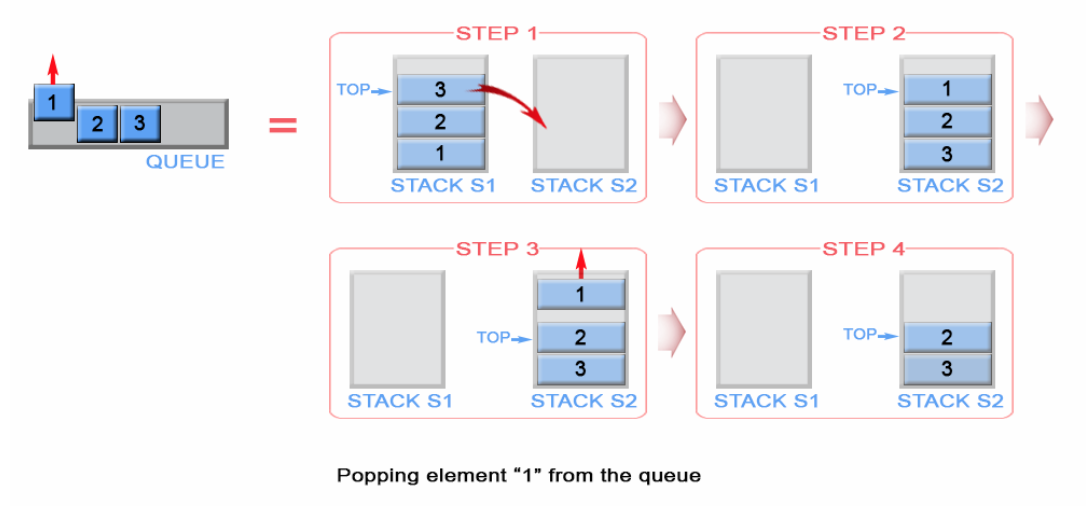 STEP 1
STEP 2
1
2 3
QUEUE
=
TOP 3
2
1
STACK S1 STACK S2
TOP 1
2
3
STACK S1 STACK S2
STEP 3
STEP 4
1
TOP 2
3
STACK S1 STACK S2
TOP 2
3
STACK S1 STACK S2
Popping element “1” from the queue